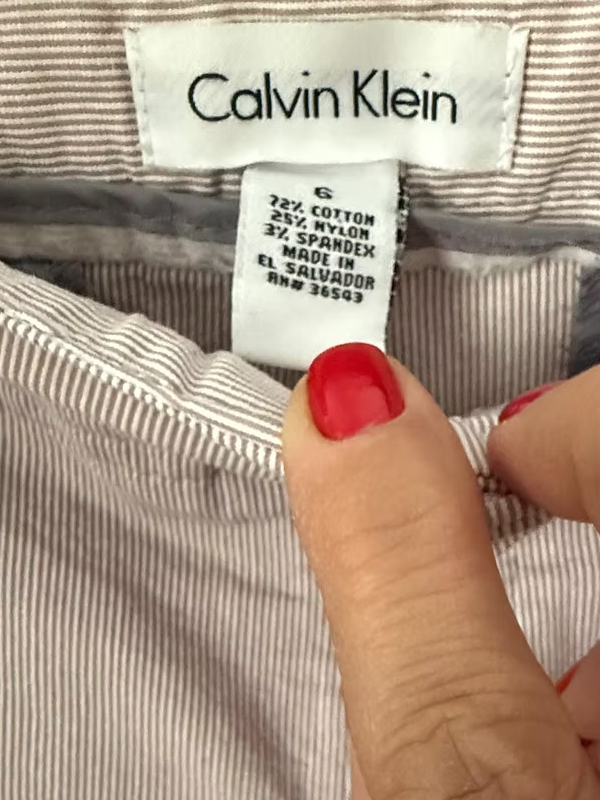 Calvin Klein
6
72% COTTON
25% NYLON
3% SPANDEX
MADE IN
EL SALVADOR
RN# 36543